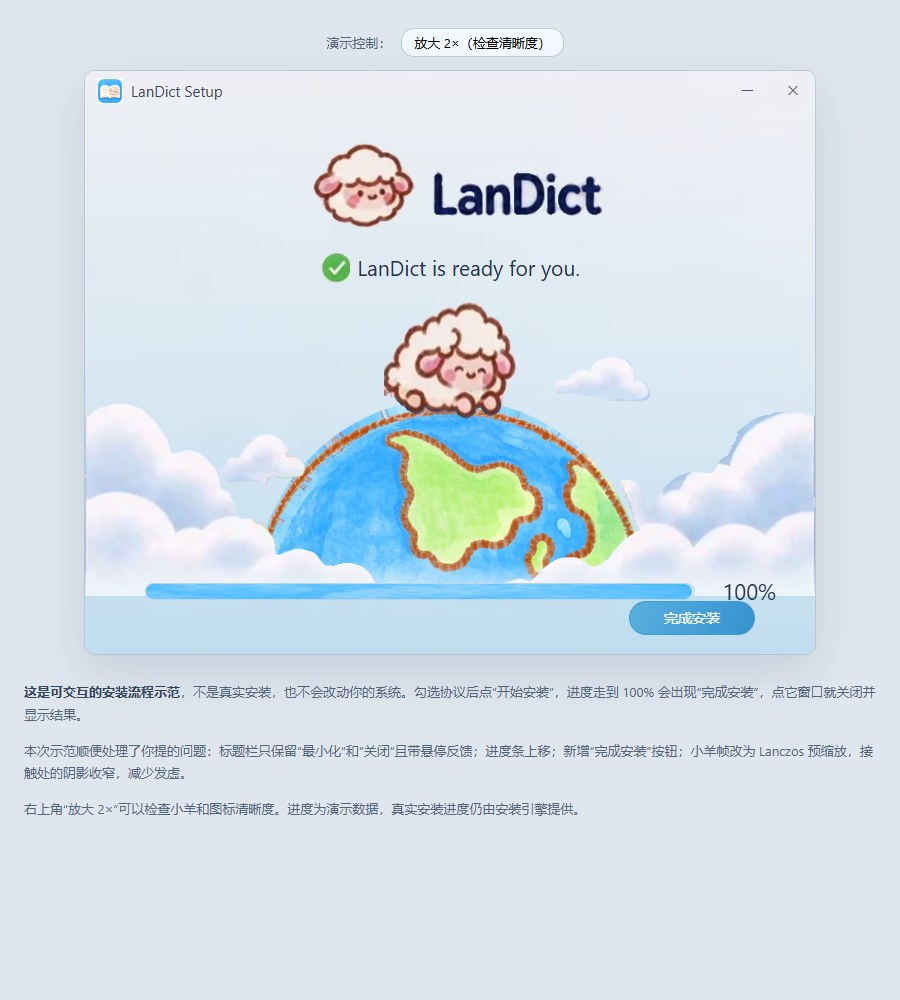 演示控制：
放大 2×（检查清晰度）
LanDict Setup
LanDict
LanDict is ready for you.
100%
完成安装
这是可交互的安装流程示范，不是真实安装，也不会改动你的系统。勾选协议后点“开始安装”，进度走到 100% 会出现“完成安装”，点它窗口就关闭并
显示结果。
本次示范顺便处理了你提的问题：标题栏只保留“最小化”和“关闭”且带悬停反馈；进度条上移；新增“完成安装”按钮；小羊帧改为 Lanczos 预缩放，接
触处的阴影收窄，减少发虚。
右上角“放大 2×”可以检查小羊和图标清晰度。进度为演示数据，真实安装进度仍由安装引擎提供。